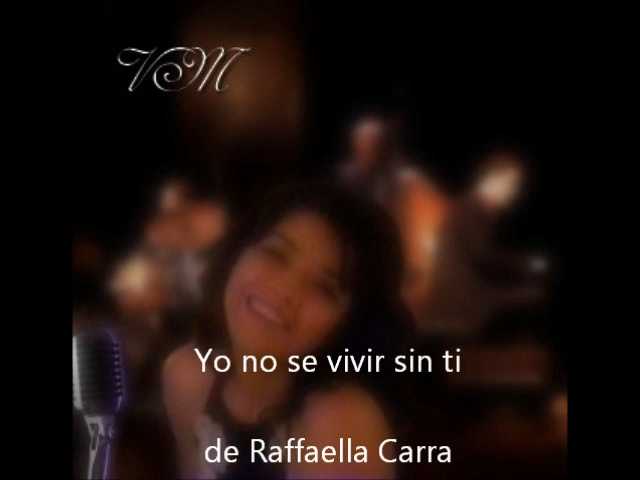 VM
Yo no se vivir sin ti
de Raffaella Carra